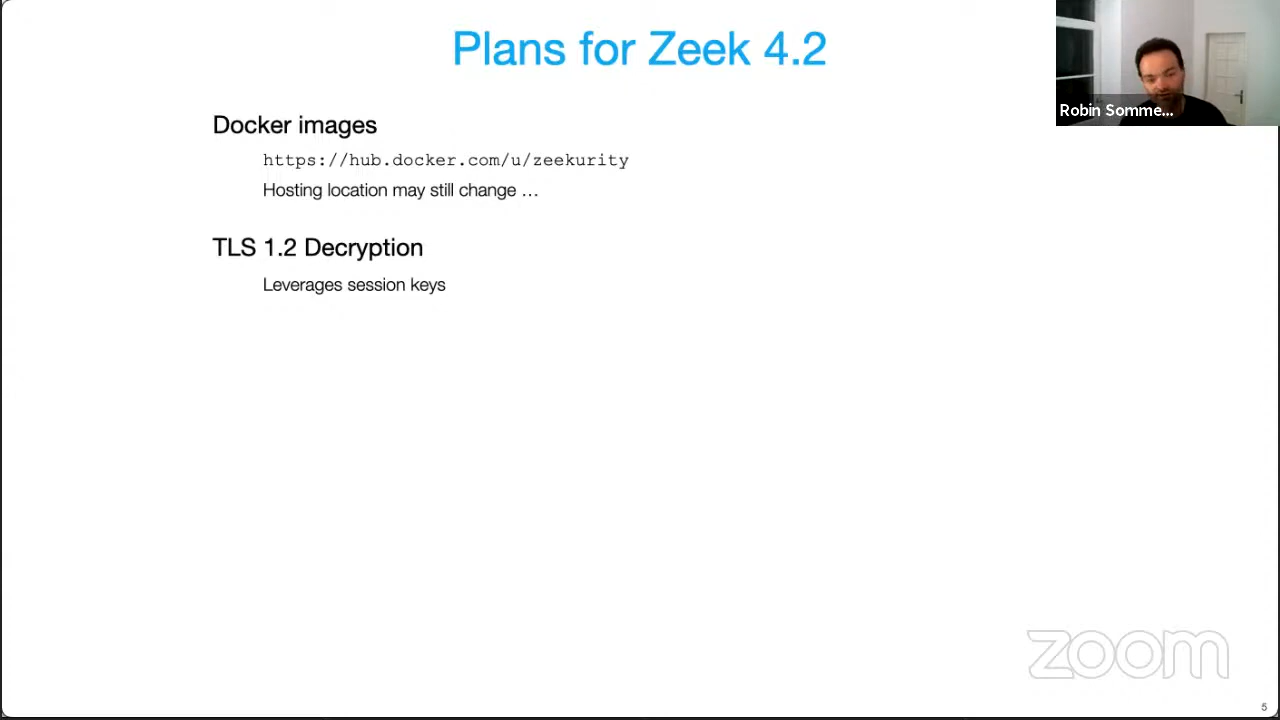 Plans for Zeek 4.2
Robin Somme...
Docker images
https://hub.docker.com/u/zeekurity
Hosting location may still change …
TLS 1.2 Decryption
Leverages session keys
zoom
5